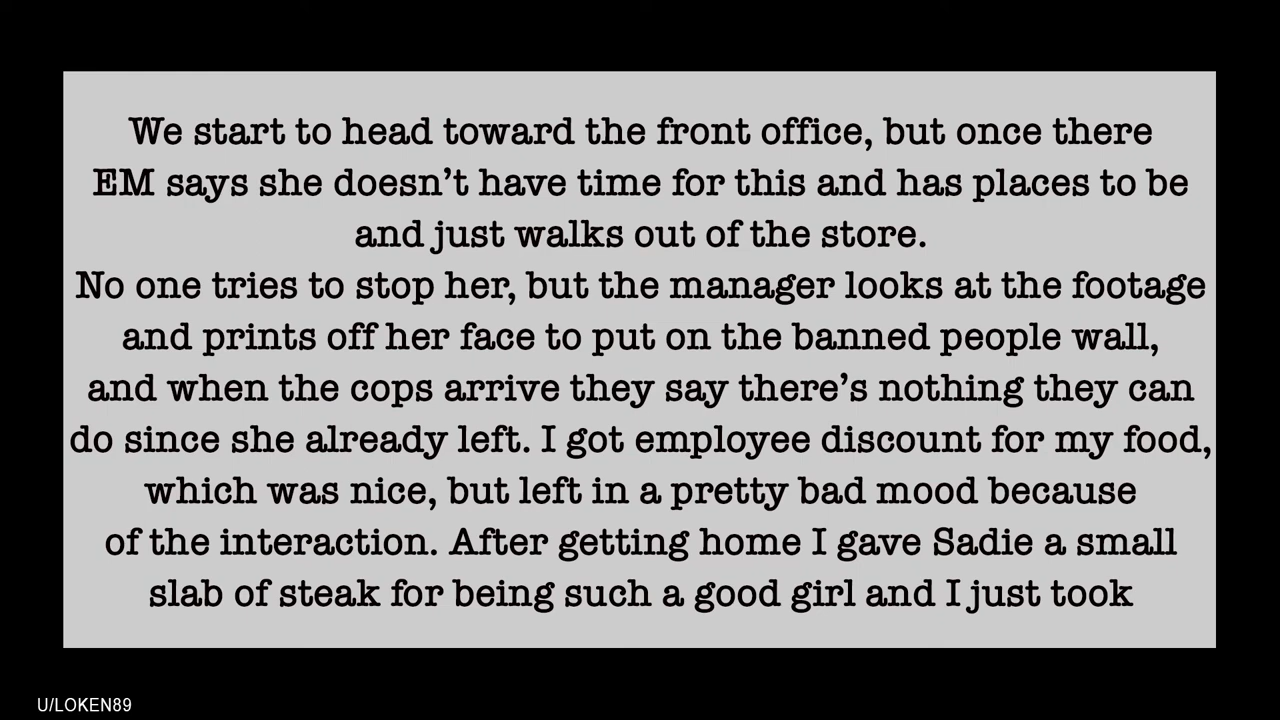 We start to head toward the front office, but once there
EM says she doesn’t have time for this and has places to be
and just walks out of the store.
No one tries to stop her, but the manager looks at the footage
and prints off her face to put on the banned people wall,
and when the cops arrive they say there’s nothing they can
do since she already left. I got employee discount for my food,
which was nice, but left in a pretty bad mood because
of the interaction. After getting home I gave Sadie a small
slab of steak for being such a good girl and I just took
U/LOKEN89